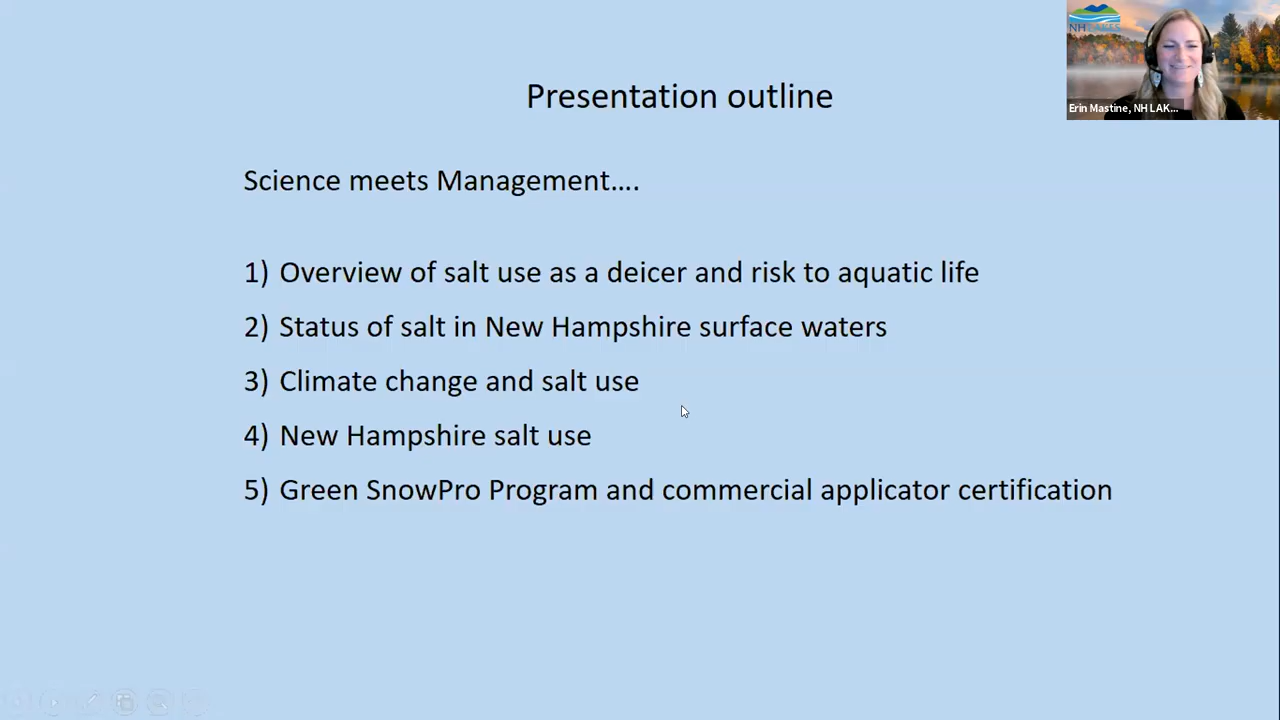 Presentation outline
Science meets Management....
1) Overview of salt use as a deicer and risk to aquatic life
2) Status of salt in New Hampshire surface waters
3) Climate change and salt use
4) New Hampshire salt use
5) Green SnowPro Program and commercial applicator certification
NH LAKES
Erin Mastine, NH LAK...